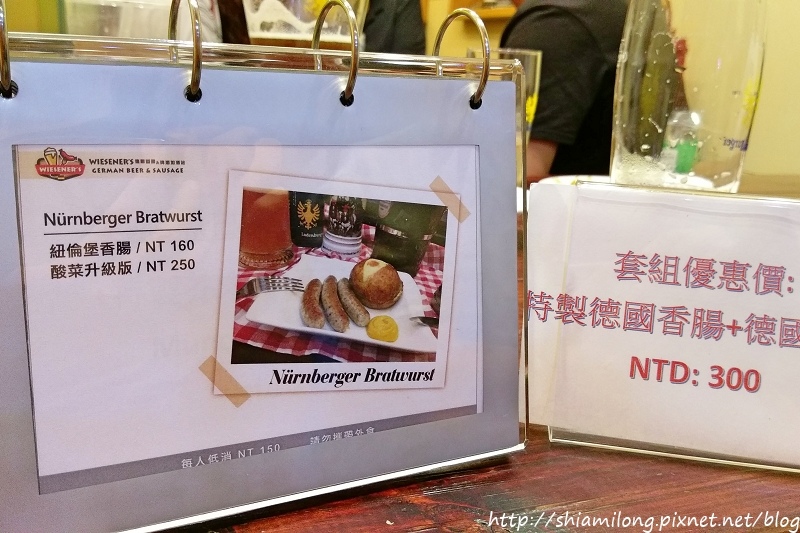 WIESENER'S
WIESENER'S
GERMAN BEER & SAUSAGE
Nürnberger Bratwurst
紐倫堡香腸 / NT 160
酸菜升級版 / NT 250
Nürnberger Bratwurst
每人低消 NT 150 請勿攜帶外食
套組優惠價:
特製德國香腸+德國
NTD: 300
http://shiamilong.pixnet.net/blog